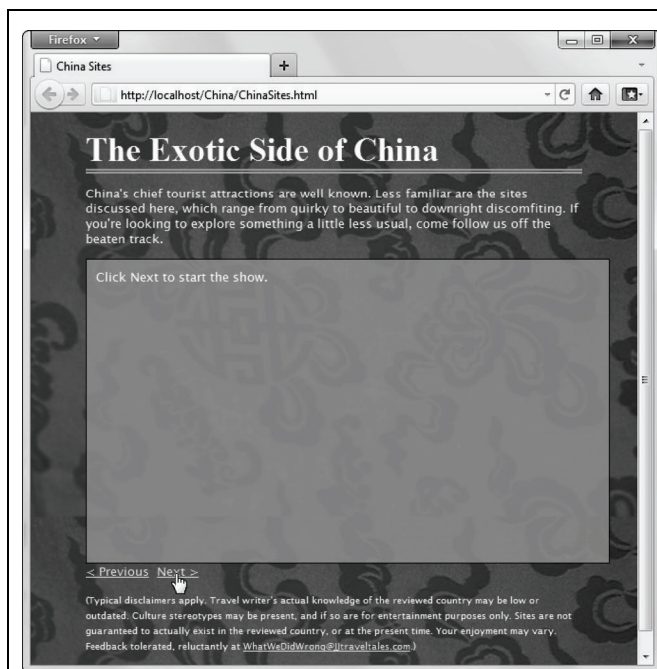 Firefox
China Sites
http://localhost/China/ChinaSites.html
The Exotic Side of China
China's chief tourist attractions are well known. Less familiar are the sites
discussed here, which range from quirky to beautiful to downright discomfiting. If
you're looking to explore something a little less usual, come follow us off the
beaten track.
Click Next to start the show.
< Previous Next >
(Typical disclaimers apply. Travel writer's actual knowledge of the reviewed country may be low or
outdated. Culture stereotypes may be present, and if so are for entertainment purposes only. Sites are not
guaranteed to actually exist in the reviewed country, or at the present time. Your enjoyment may vary.
Feedback tolerated, reluctantly at WhatWeDidWrong@JJtraveltales.com.)